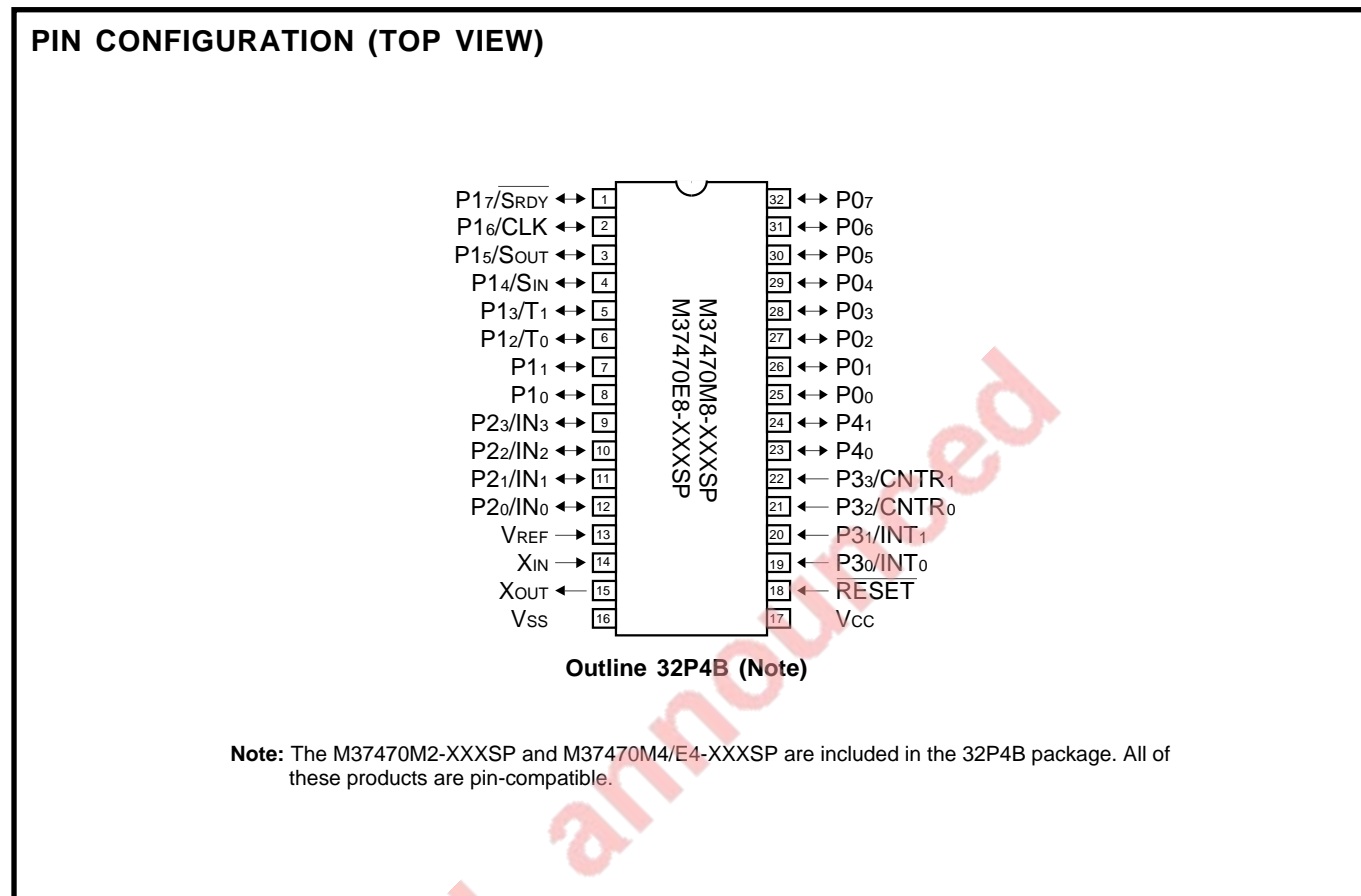 PIN CONFIGURATION (TOP VIEW)
P17/SRDY 1
P16/CLK 2
P15/SOUT 3
P14/SIN 4
P13/T1 5
P12/T0 6
P11 7
P10 8
P23/IN3 9
P22/IN2 10
P21/IN1 11
P20/IN0 12
VREF 13
XIN 14
XOUT 15
VSS 16
M37470M8-XXXSP
M37470E8-XXXSP
32 P07
31 P06
30 P05
29 P04
28 P03
27 P02
26 P01
25 P00
24 P41
23 P40
22 P33/CNTR1
21 P32/CNTR0
20 P31/INT1
19 P30/INT0
18 RESET
17 VCC
Outline 32P4B (Note)
Note: The M37470M2-XXXSP and M37470M4/E4-XXXSP are included in the 32P4B package. All of
these products are pin-compatible.
announced